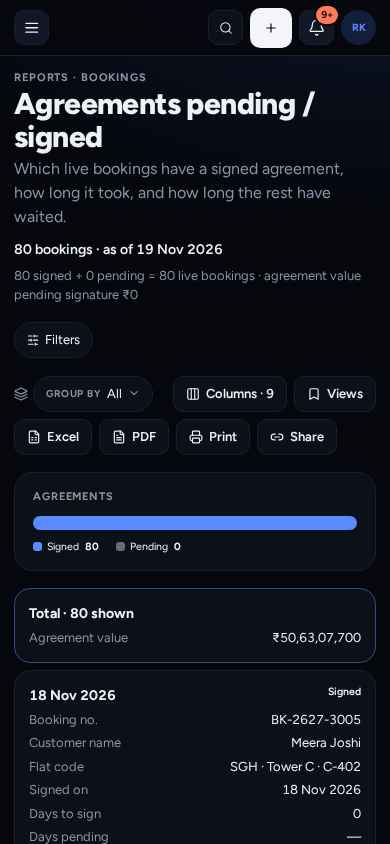 9+
RK
REPORTS · BOOKINGS
Agreements pending /
signed
Which live bookings have a signed agreement,
how long it took, and how long the rest have
waited.
80 bookings · as of 19 Nov 2026
80 signed + 0 pending = 80 live bookings · agreement value
pending signature ₹0
Filters
GROUP BY All
Columns · 9
Views
Excel
PDF
Print
Share
AGREEMENTS
Signed 80 Pending 0
Total · 80 shown
Agreement value ₹50,63,07,700
18 Nov 2026 Signed
Booking no. BK-2627-3005
Customer name Meera Joshi
Flat code SGH · Tower C · C-402
Signed on 18 Nov 2026
Days to sign 0
Days pending —